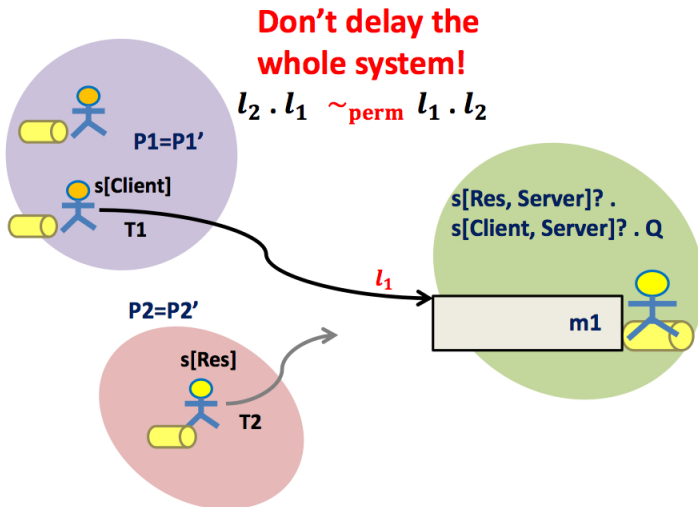 Don’t delay the
whole system!
l₂ . l₁ ~perm l₁ . l₂
P1=P1’
s[Client]
T1
s[Res, Server]? .
s[Client, Server]? . Q
l₁
m1
P2=P2’
s[Res]
T2